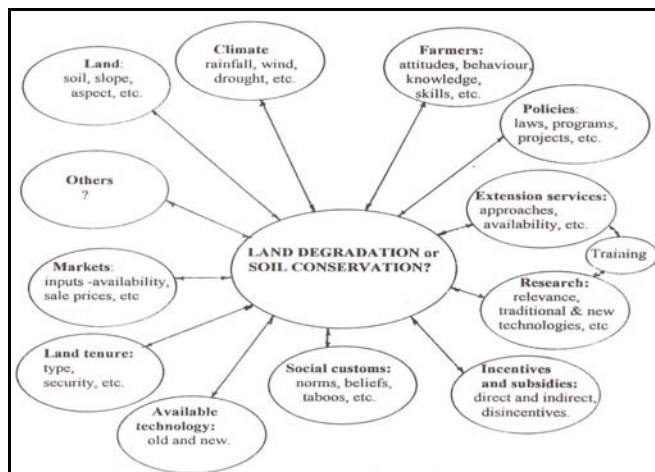 Land:
soil, slope,
aspect, etc.
Climate
rainfall, wind,
drought, etc.
Farmers:
attitudes, behaviour,
knowledge,
skills, etc.
Policies:
laws, programs,
projects, etc.
Others
?
Extension services:
approaches,
availability, etc.
LAND DEGRADATION or
SOIL CONSERVATION?
Training
Markets:
inputs -availability,
sale prices, etc
Research:
relevance,
traditional & new
technologies, etc
Land tenure:
type,
security, etc.
Social customs:
norms, beliefs,
taboos, etc.
Incentives
and subsidies:
direct and indirect,
disincentives.
Available
technology:
old and new.